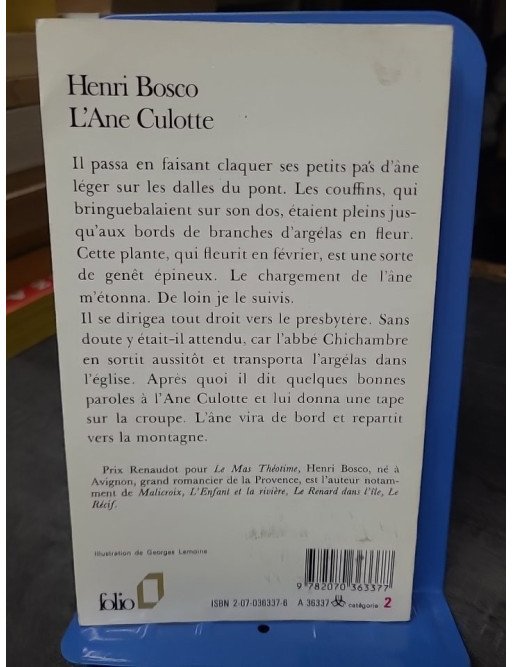 Henri Bosco
L'Ane Culotte
Il passa en faisant claquer ses petits pas d'âne
léger sur les dalles du pont. Les couffins, qui
bringuebalaient sur son dos, étaient pleins jus-
qu'aux bords de branches d'argélas en fleur.
Cette plante, qui fleurit en février, est une sorte
de genêt épineux. Le chargement de l'âne
m'étonna. De loin je le suivis.
Il se dirigea tout droit vers le presbytère. Sans
doute y était-il attendu, car l'abbé Chichambre
en sortit aussitôt et transporta l'argélas dans
l'église. Après quoi il dit quelques bonnes
paroles à l'Ane Culotte et lui donna une tape
sur la croupe. L'âne vira de bord et repartit
vers la montagne.
Prix Renaudot pour Le Mas Théotime, Henri Bosco, né à
Avignon, grand romancier de la Provence, est l'auteur notam-
ment de Malicroix, L'Enfant et la rivière, Le Renard dans l'île, Le
Récif.
Illustration de Georges Lemoine
9 782070 363377
folio
ISBN 2-07-036337-6 A 36337 catégorie 2